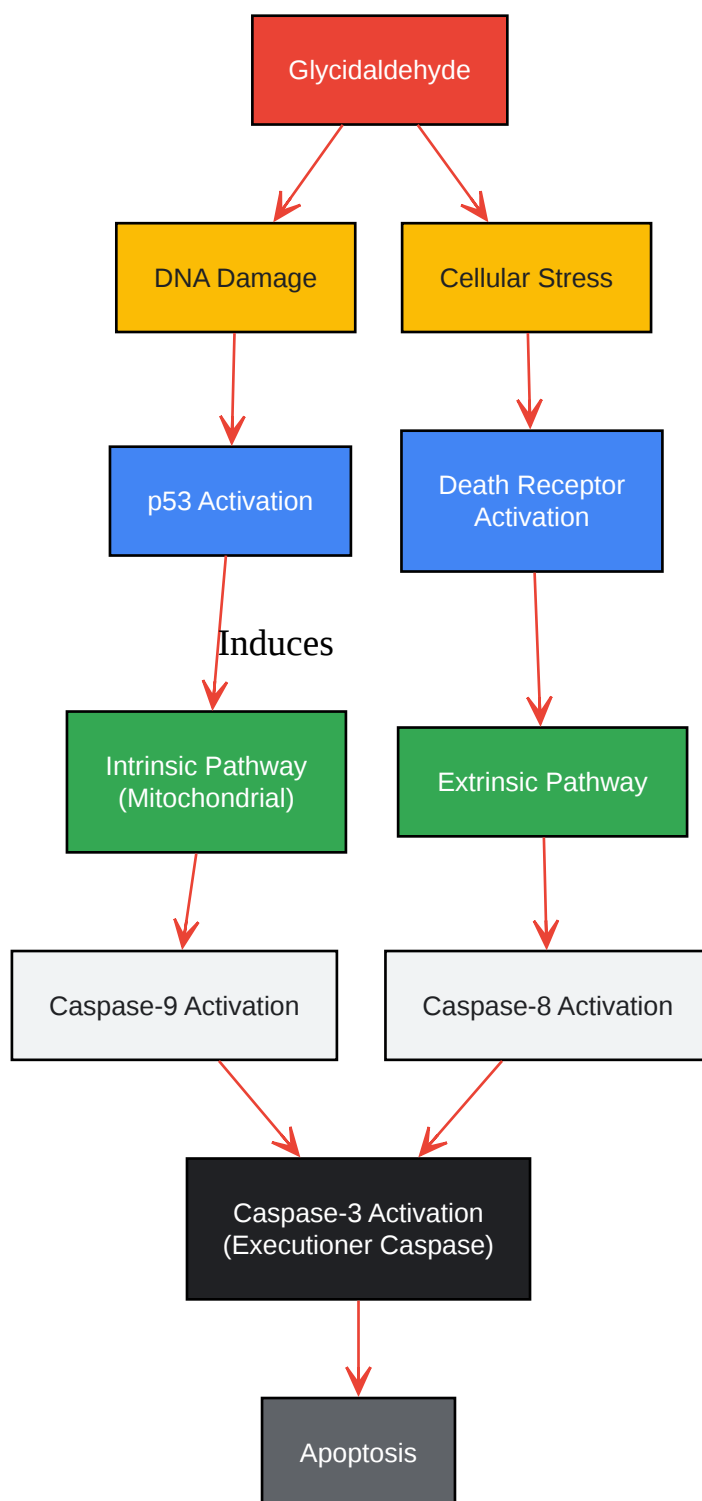 Glycidaldehyde
DNA Damage
Cellular Stress
p53 Activation
Death Receptor
Activation
Induces
Intrinsic Pathway
(Mitochondrial)
Extrinsic Pathway
Caspase-9 Activation
Caspase-8 Activation
Caspase-3 Activation
(Executioner Caspase)
Apoptosis